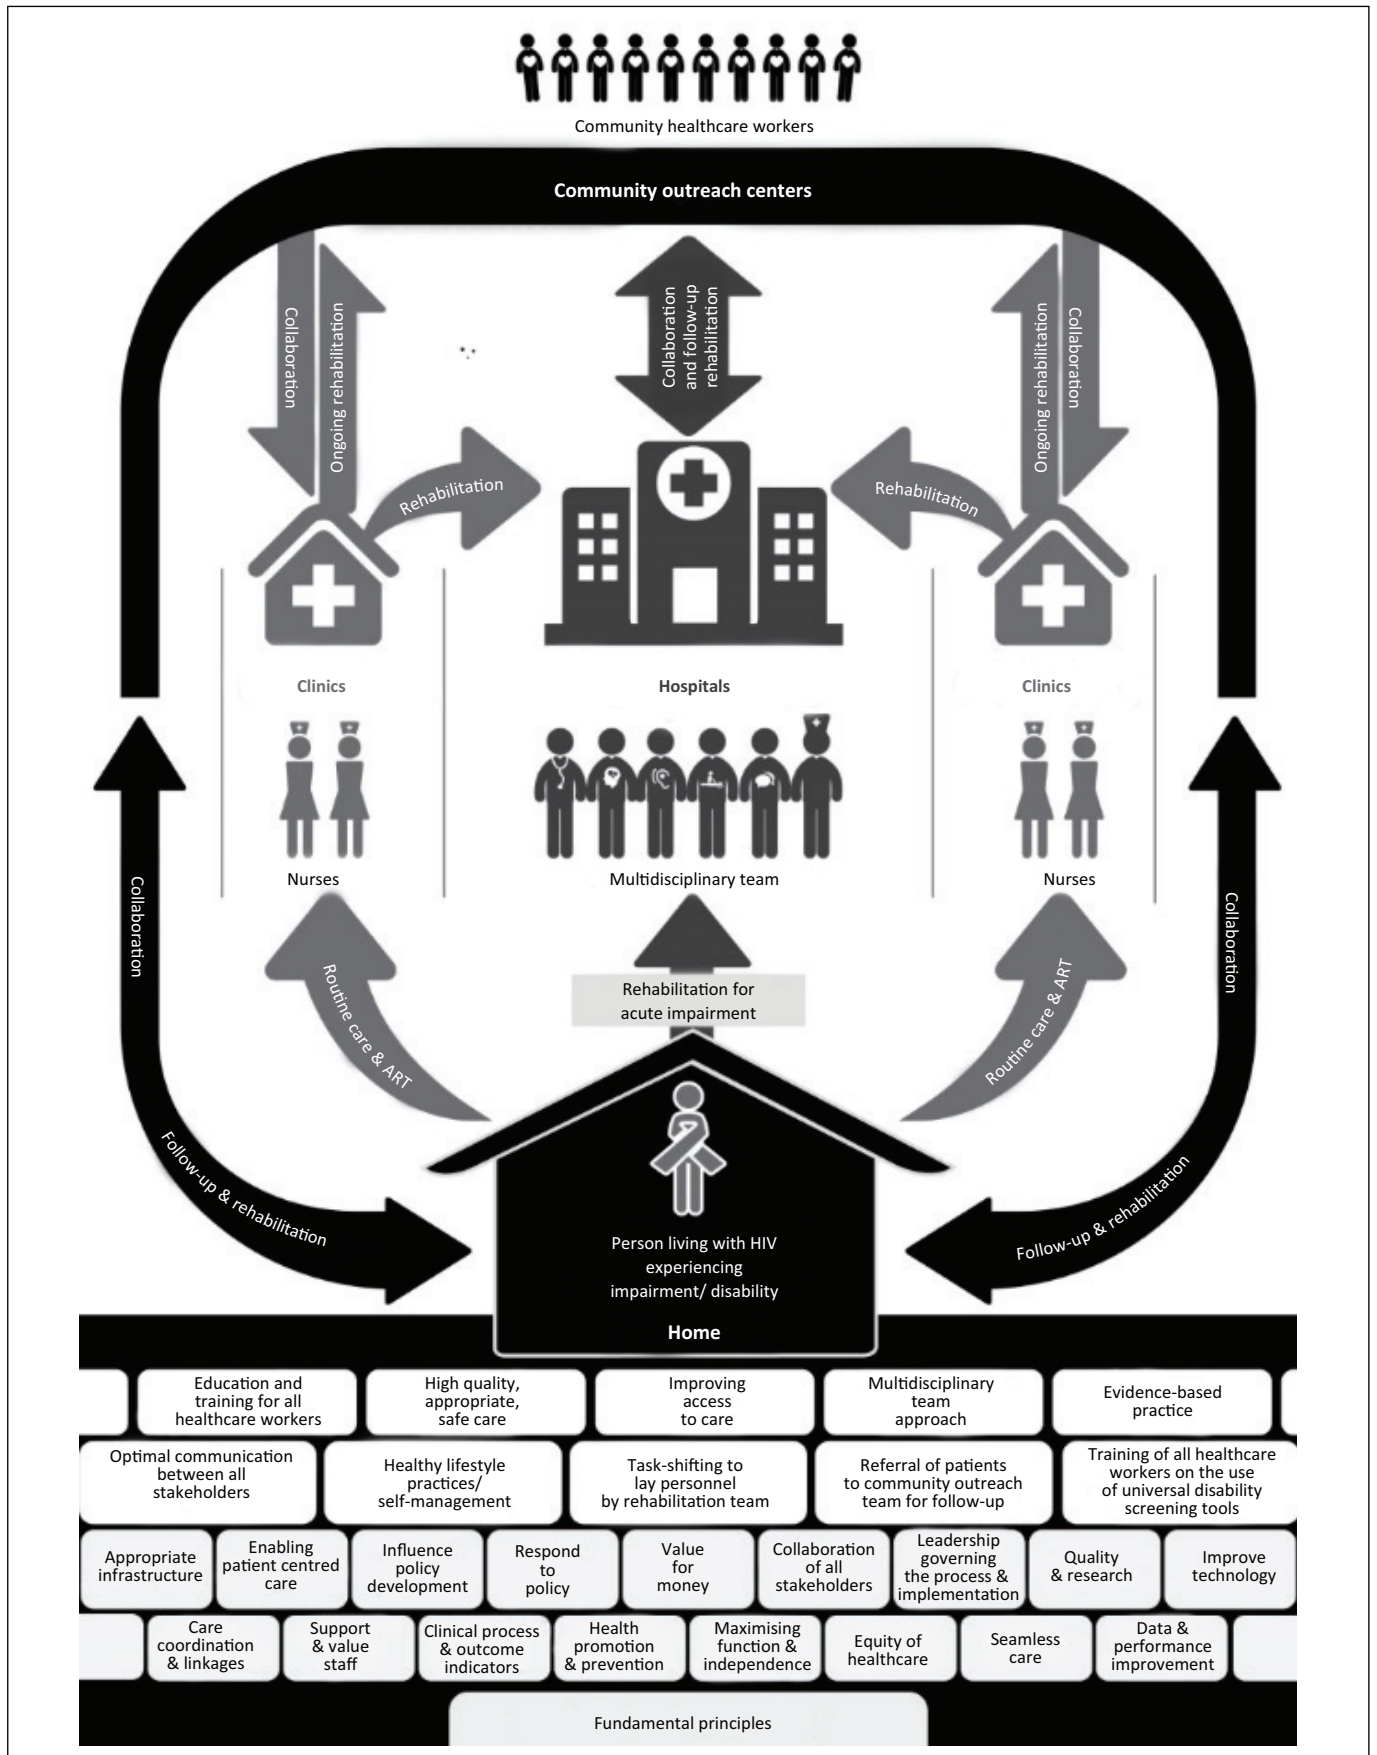 Community healthcare workers
Community outreach centers
Collaboration
Ongoing rehabilitation
Collaboration
and follow-up
rehabilitation
Ongoing rehabilitation
Collaboration
Rehabilitation
Rehabilitation
Clinics
Hospitals
Clinics
Nurses
Multidisciplinary team
Nurses
Collaboration
Collaboration
Routine care & ART
Rehabilitation for
acute impairment
Routine care & ART
Follow-up & rehabilitation
Follow-up & rehabilitation
Person living with HIV
experiencing
impairment/ disability
Home
Education and
training for all
healthcare workers
High quality,
appropriate,
safe care
Improving
access
to care
Multidisciplinary
team
approach
Evidence-based
practice
Optimal communication
between all
stakeholders
Healthy lifestyle
practices/
self-management
Task-shifting to
lay personnel
by rehabilitation team
Referral of patients
to community outreach
team for follow-up
Training of all healthcare
workers on the use
of universal disability
screening tools
Appropriate
infrastructure
Enabling
patient centred
care
Influence
policy
development
Respond
to
policy
Value
for
money
Collaboration
of all
stakeholders
Leadership
governing
the process &
implementation
Quality
& research
Improve
technology
Care
coordination
& linkages
Support
& value
staff
Clinical process
& outcome
indicators
Health
promotion
& prevention
Maximising
function &
independence
Equity of
healthcare
Seamless
care
Data &
performance
improvement
Fundamental principles